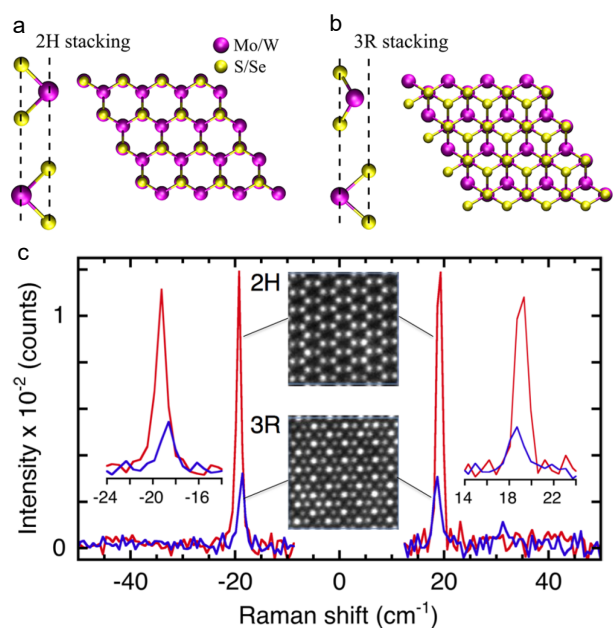 a
2H stacking
Mo/W
S/Se
b
3R stacking
c
2H
3R
Intensity x 10-2 (counts)
1
0
-24 -20 -16
14 18 22
-40 -20 0 20 40
Raman shift (cm-1)